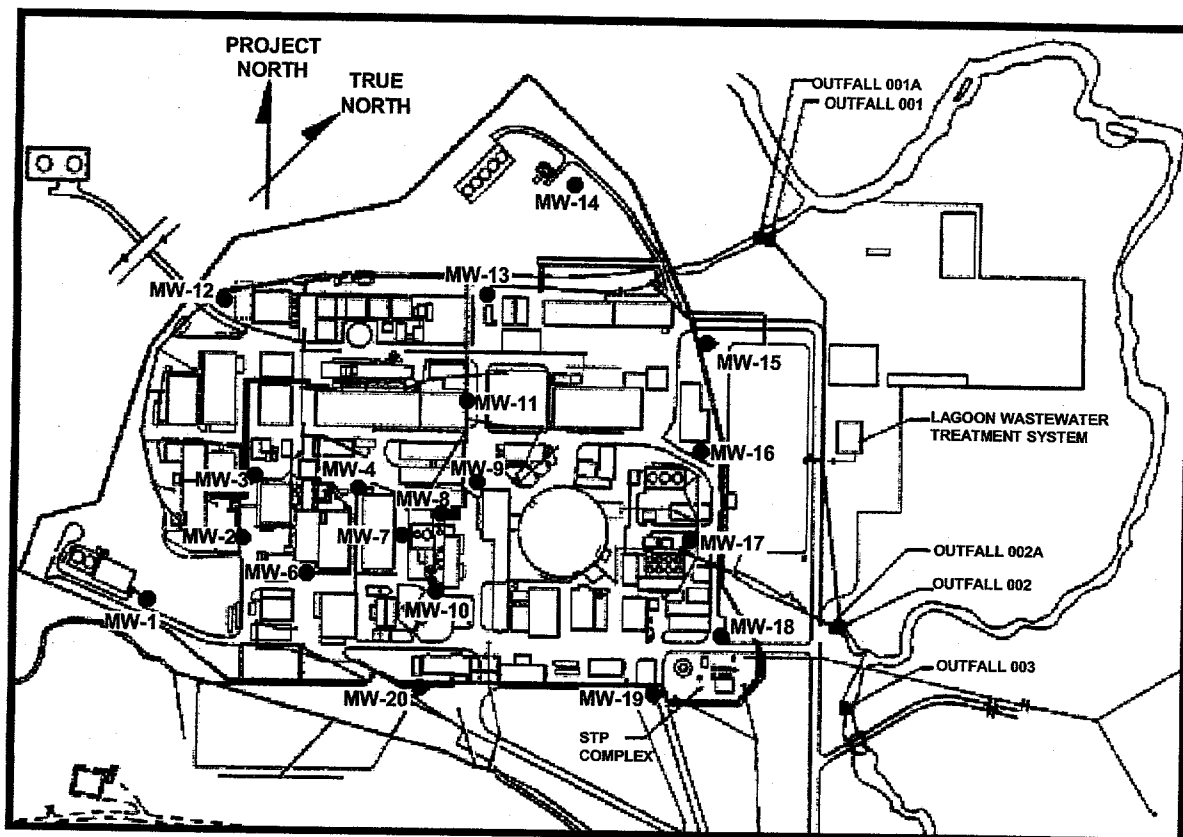 PROJECT
NORTH
TRUE
NORTH
OUTFALL 001A
OUTFALL 001
MW-14
MW-12
MW-13
MW-15
MW-11
LAGOON WASTEWATER
TREATMENT SYSTEM
MW-16
MW-3
MW-4
MW-9
MW-8
MW-2
MW-7
MW-17
OUTFALL 002A
MW-6
OUTFALL 002
MW-10
MW-1
MW-18
OUTFALL 003
MW-20
MW-19
STP
COMPLEX